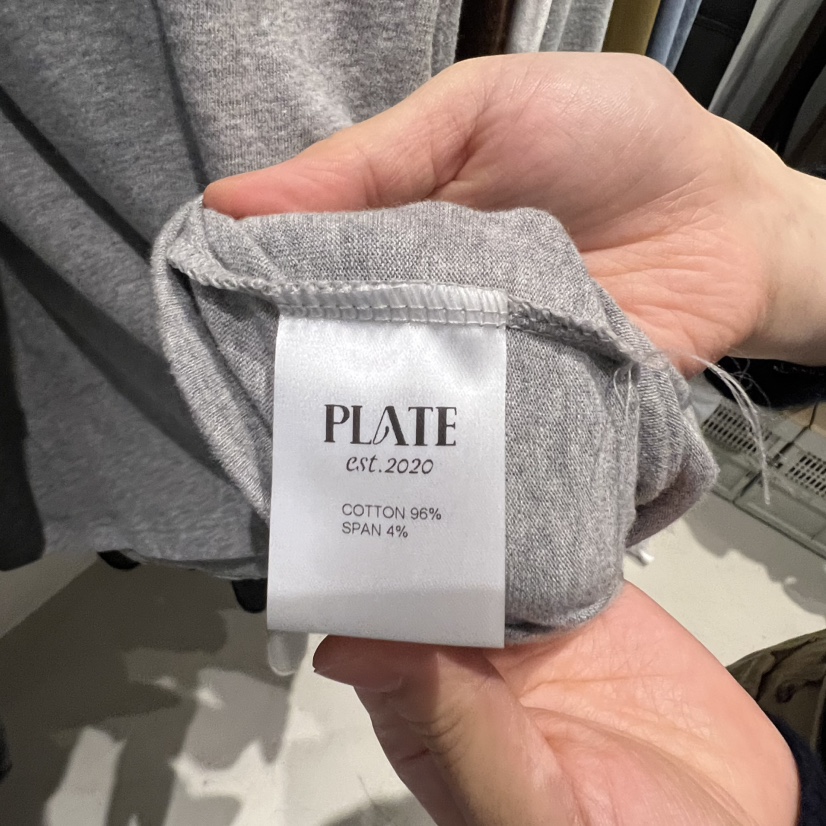 PLATE
est.2020
COTTON 96%
SPAN 4%